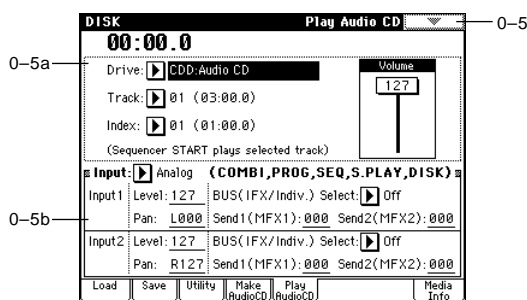 DISK Play Audio CD 0–5
00:00.0
0–5a
Drive: CDD:Audio CD
Volume
127
Track: 01 (03:00.0)
Index: 01 (01:00.0)
(Sequencer START plays selected track)
Input: Analog (COMBI,PROG,SEQ,S.PLAY,DISK)
Input1 Level: 127 BUS(IFX/Indiv.) Select: Off
0–5b
Pan: L000 Send1(MFX1): 000 Send2(MFX2): 000
Input2 Level: 127 BUS(IFX/Indiv.) Select: Off
Pan: R127 Send1(MFX1): 000 Send2(MFX2): 000
Load Save Utility Make AudioCD Play AudioCD Media Info